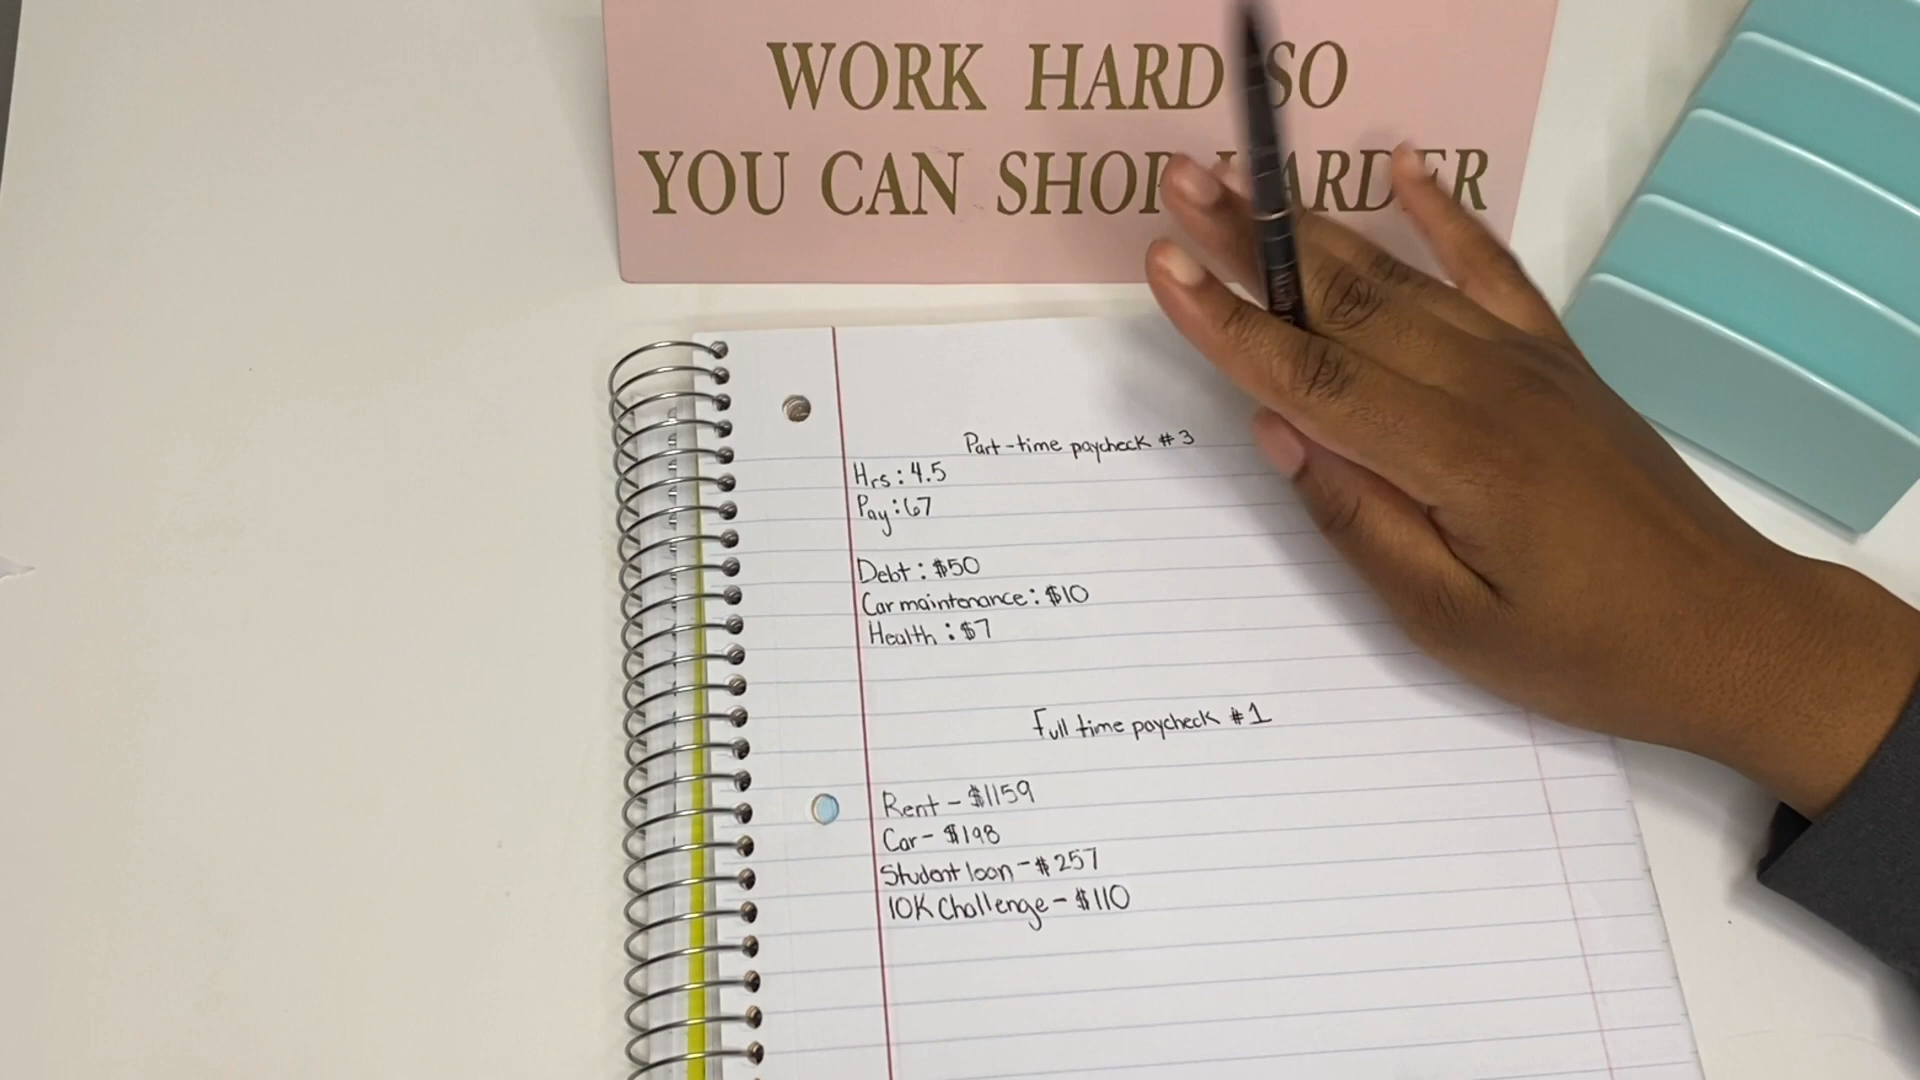 WORK HARD SO
YOU CAN SHOP HARDER
Part-time paycheck #3
Hrs: 4.5
Pay: 67
Debt: $50
Car maintenance: $10
Health: $7
Full time paycheck #1
Rent - $1159
Car - $198
Student loan - $257
10K Challenge - $110